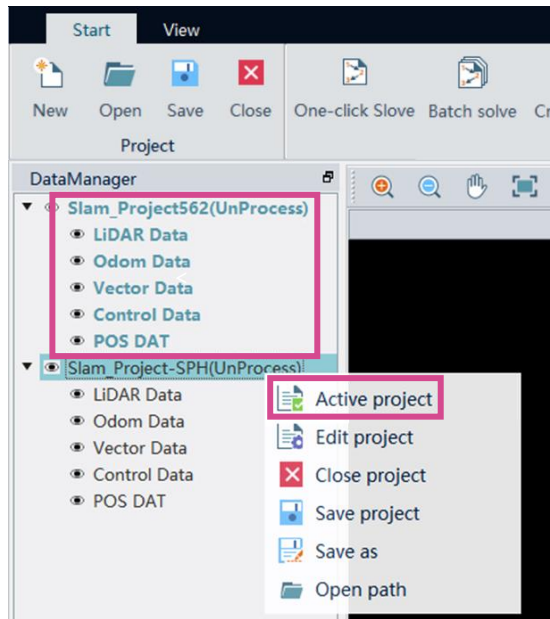 Start View
New Open Save Close One-click Slove Batch solve Cr
Project
DataManager
Slam_Project562(UnProcess)
LiDAR Data
Odom Data
Vector Data
Control Data
POS DAT
Slam_Project-SPH(UnProcess)
LiDAR Data
Odom Data
Vector Data
Control Data
POS DAT
Active project
Edit project
Close project
Save project
Save as
Open path